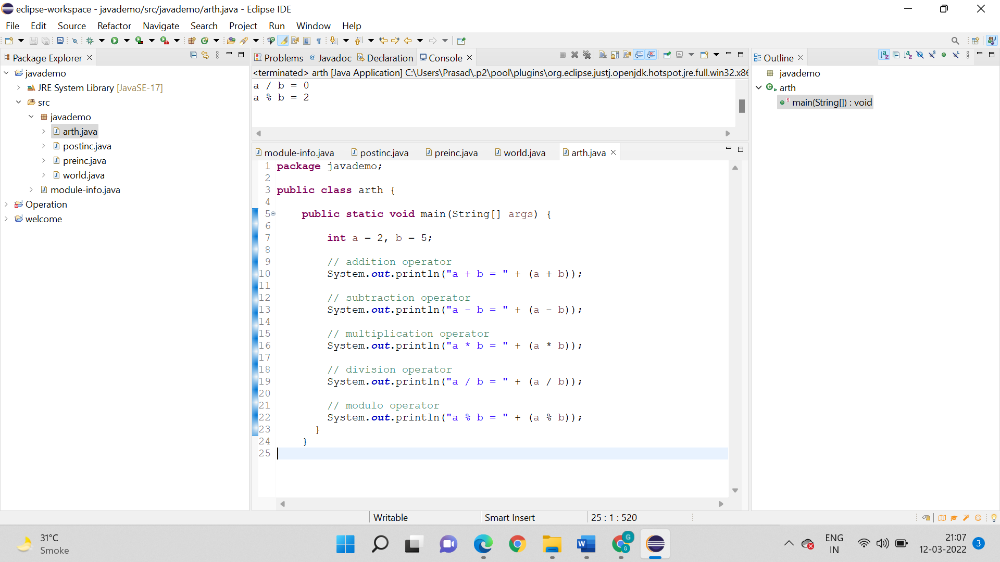 eclipse-workspace - javademo/src/javademo/arth.java - Eclipse IDE
File Edit Source Refactor Navigate Search Project Run Window Help
Package Explorer
javademo
JRE System Library [JavaSE-17]
src
javademo
arth.java
postinc.java
preinc.java
world.java
module-info.java
Operation
welcome
Problems @ Javadoc Declaration Console
<terminated> arth [Java Application] C:\Users\Prasad\.p2\pool\plugins\org.eclipse.justj.openjdk.hotspot.jre.full.win32.x86
a / b = 0
a % b = 2
module-info.java postinc.java preinc.java world.java arth.java
1 package javademo;
2
3 public class arth {
4
5 public static void main(String[] args) {
6
7 int a = 2, b = 5;
8
9 // addition operator
10 System.out.println("a + b = " + (a + b));
11
12 // subtraction operator
13 System.out.println("a - b = " + (a - b));
14
15 // multiplication operator
16 System.out.println("a * b = " + (a * b));
17
18 // division operator
19 System.out.println("a / b = " + (a / b));
20
21 // modulo operator
22 System.out.println("a % b = " + (a % b));
23 }
24 }
25
Outline
javademo
arth
main(String[]) : void
Writable Smart Insert 25 : 1 : 520
31°C
Smoke
ENG
IN
21:07
12-03-2022
3